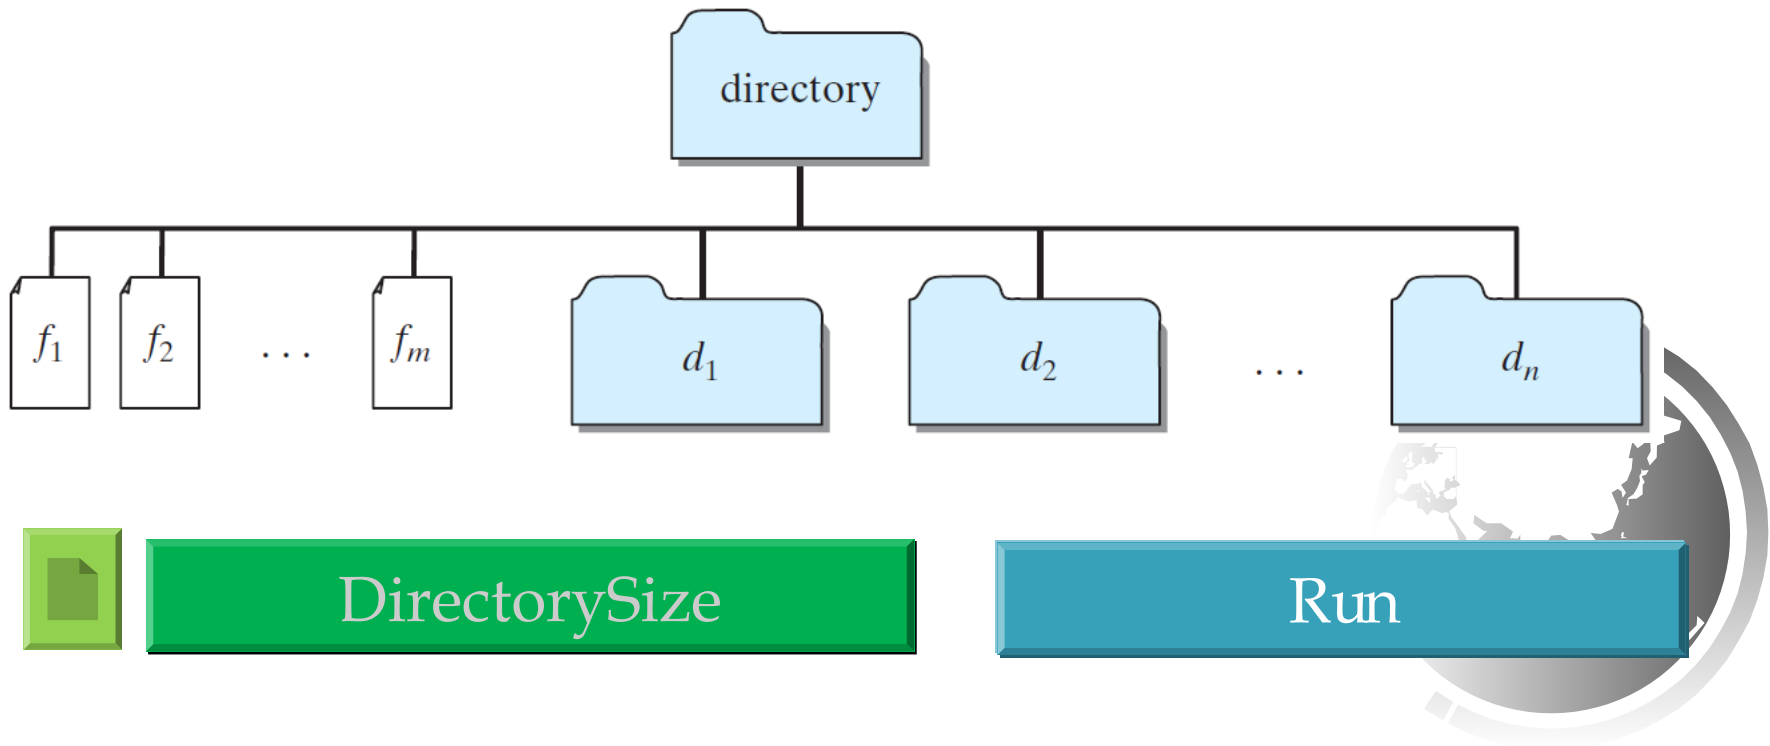 directory
f1 f2 . . . fm d1 d2 . . . dn
DirectorySize Run